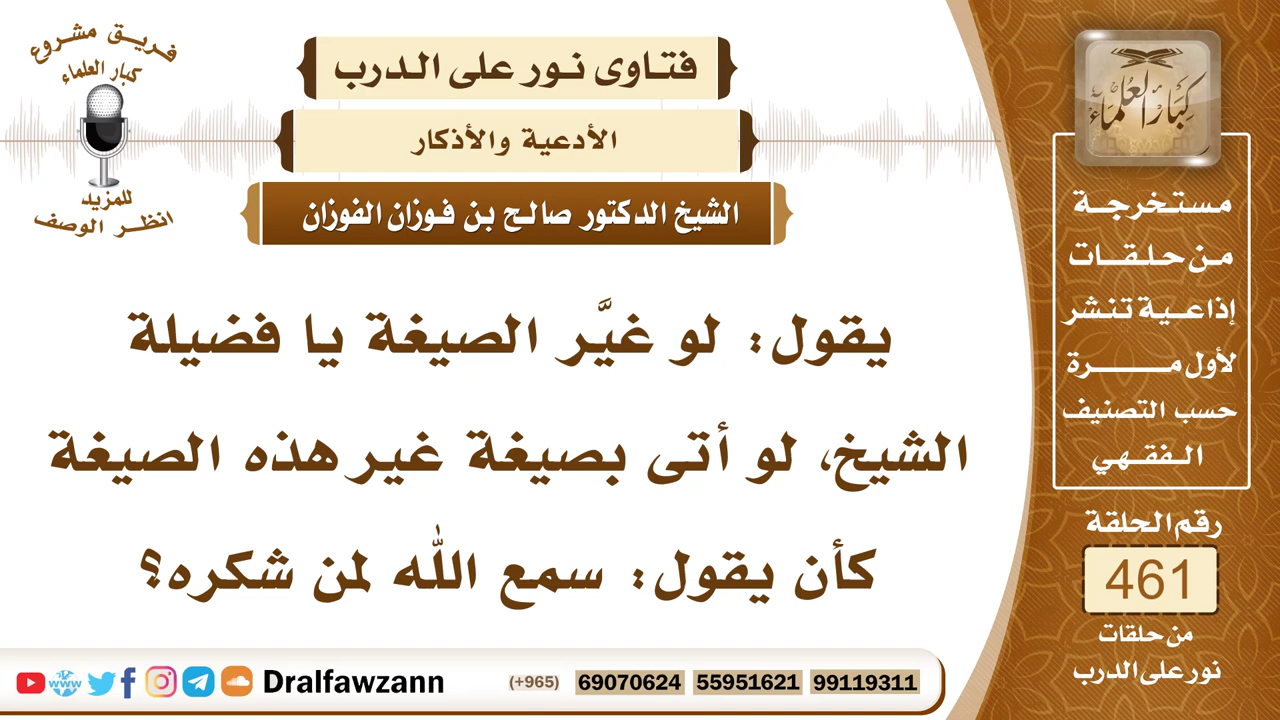 فريق مشروع
كبار العلماء
للمزيد
انظر الوصف
فتاوى نور على الدرب
الأدعية والأذكار
الشيخ الدكتور صالح بن فوزان الفوزان
يقول: لو غيَّر الصيغة يا فضيلة
الشيخ، لو أتى بصيغة غير هذه الصيغة
كأن يقول: سمع الله لمن شكره؟
كبار العلماء
مستخرجة
من حلقات
إذاعية تنشر
لأول مرة
حسب التصنيف
الفقهي
رقم الحلقة
461
من حلقات
نور على الدرب
www
Dralfawzann (+965) 69070624 55951621 99119311